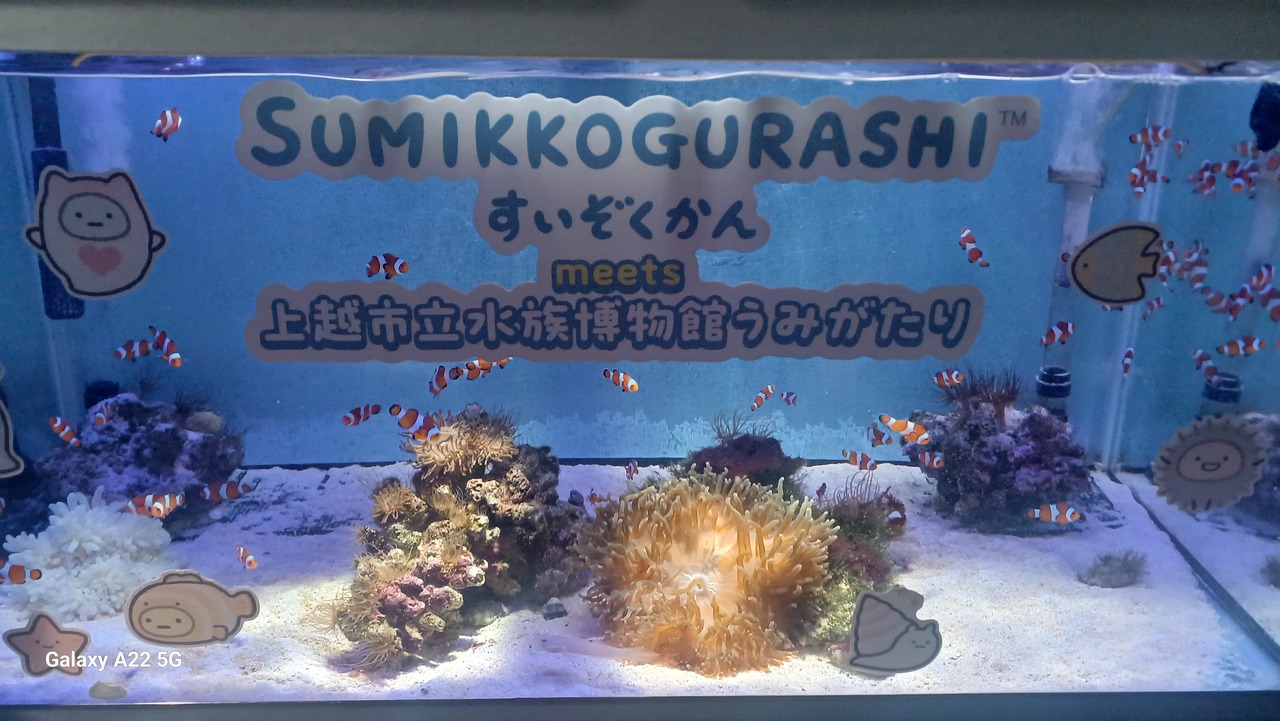 SUMIKKOGURASHI™
すいぞくかん
meets
上越市立水族博物館うみがたり
Galaxy A22 5G